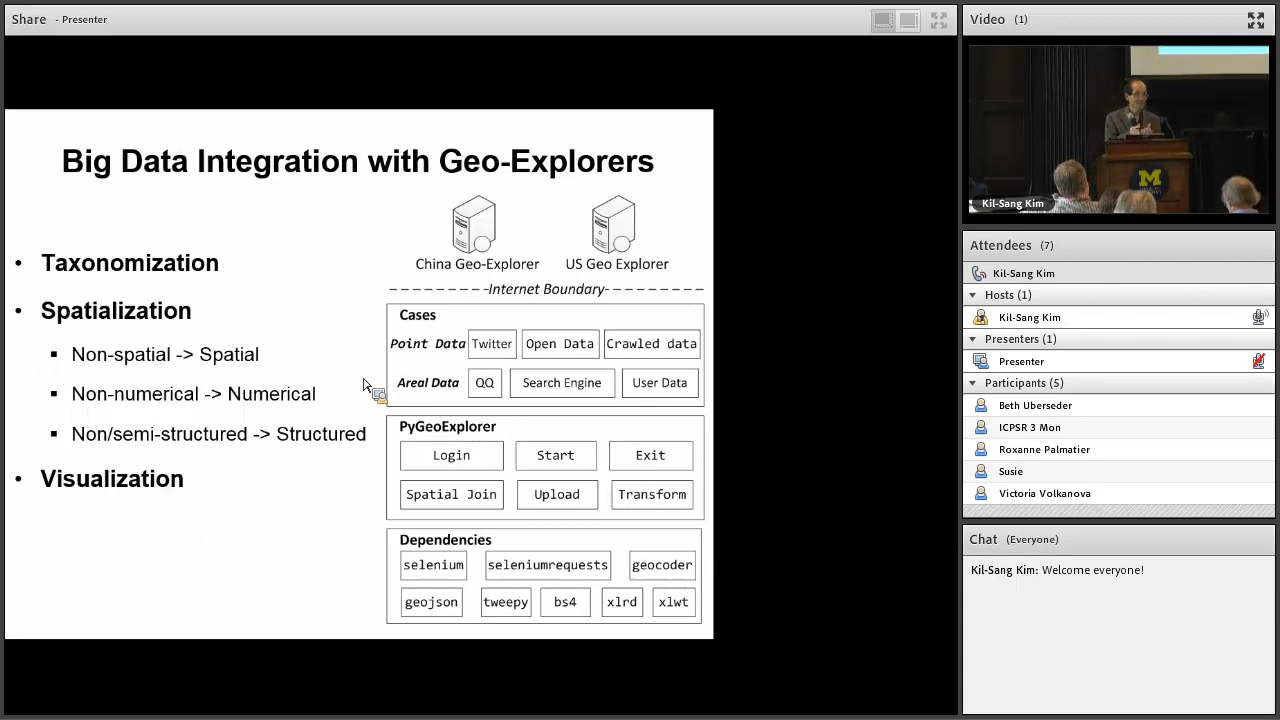 Share - Presenter
Big Data Integration with Geo-Explorers
• Taxonomization
• Spatialization
▪ Non-spatial -> Spatial
▪ Non-numerical -> Numerical
▪ Non/semi-structured -> Structured
• Visualization
China Geo-Explorer US Geo Explorer
Internet Boundary
Cases
Point Data Twitter Open Data Crawled data
Areal Data QQ Search Engine User Data
PyGeoExplorer
Login Start Exit
Spatial Join Upload Transform
Dependencies
selenium seleniumrequests geocoder
geojson tweepy bs4 xlrd xlwt
Video (1)
M
Kil-Sang Kim
Attendees (7)
Kil-Sang Kim
Hosts (1)
Kil-Sang Kim
Presenters (1)
Presenter
Participants (5)
Beth Uberseder
ICPSR 3 Mon
Roxanne Palmatier
Susie
Victoria Volkanova
Chat (Everyone)
Kil-Sang Kim: Welcome everyone!